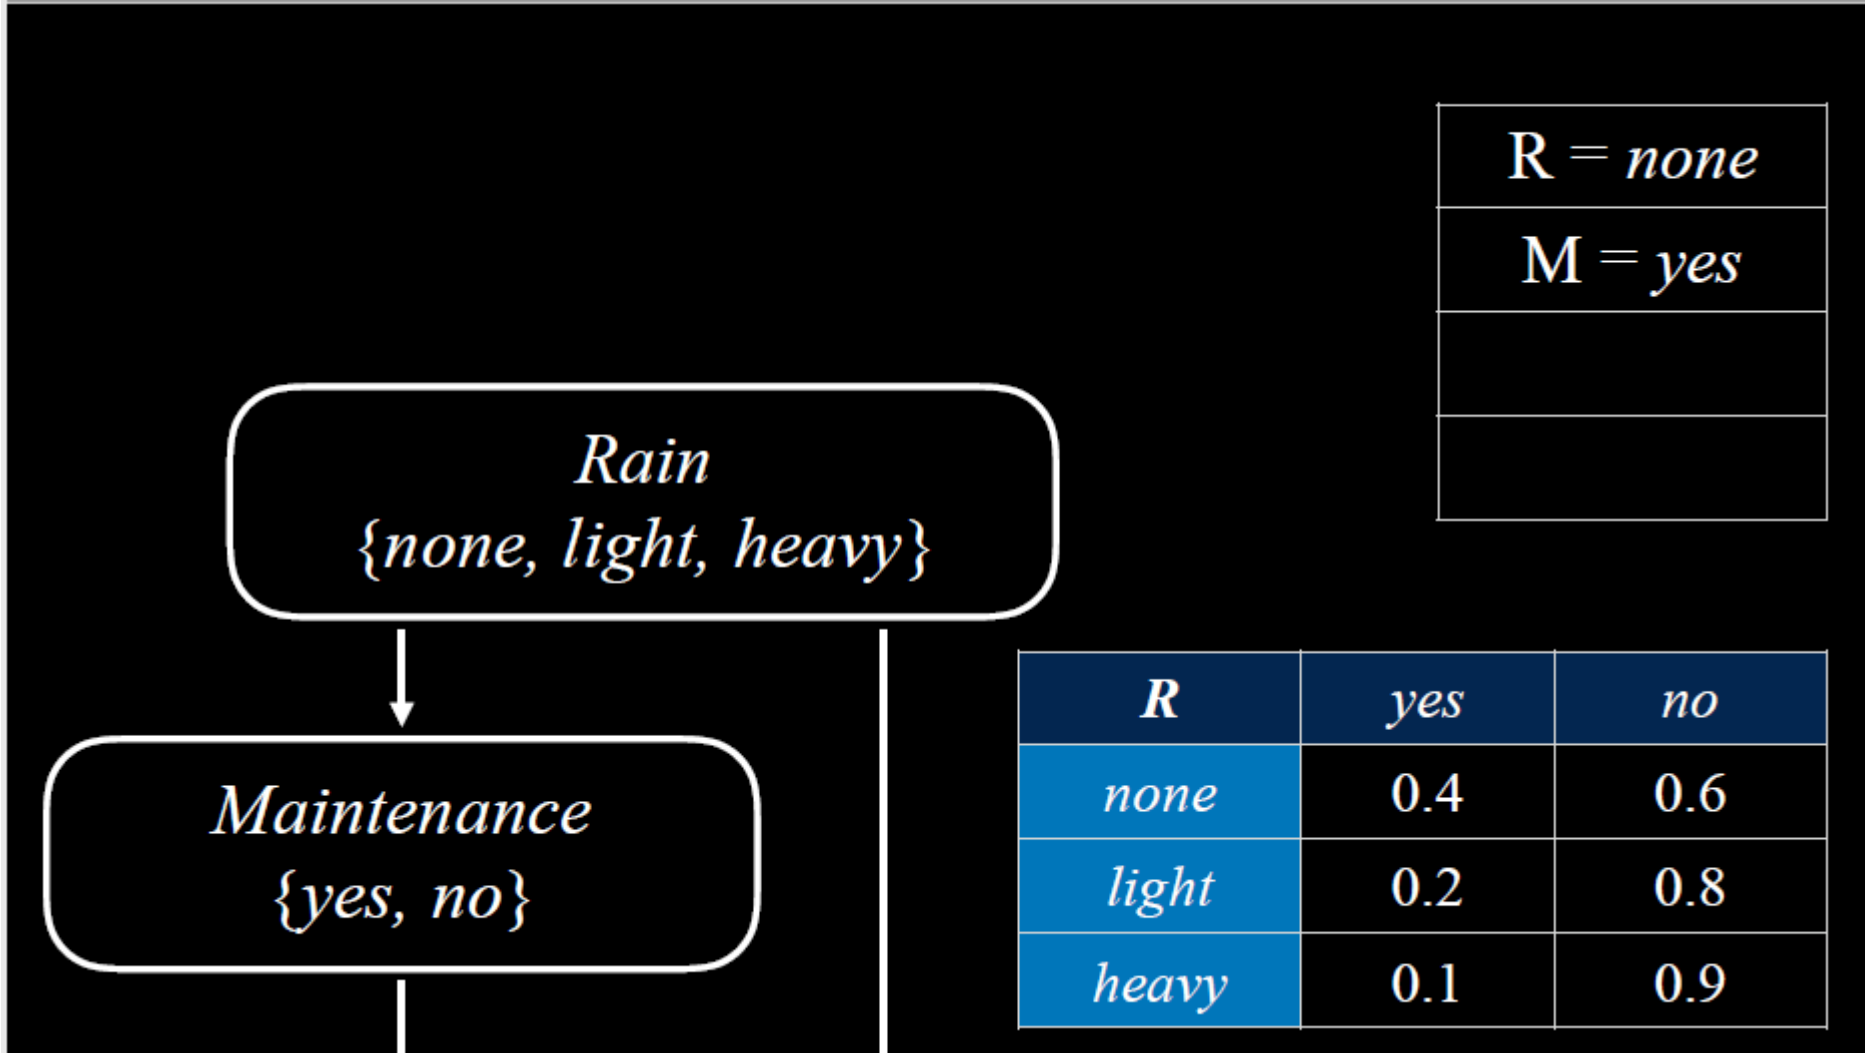 R = none
M = yes
Rain
{none, light, heavy}
Maintenance
{yes, no}
R yes no
none 0.4 0.6
light 0.2 0.8
heavy 0.1 0.9